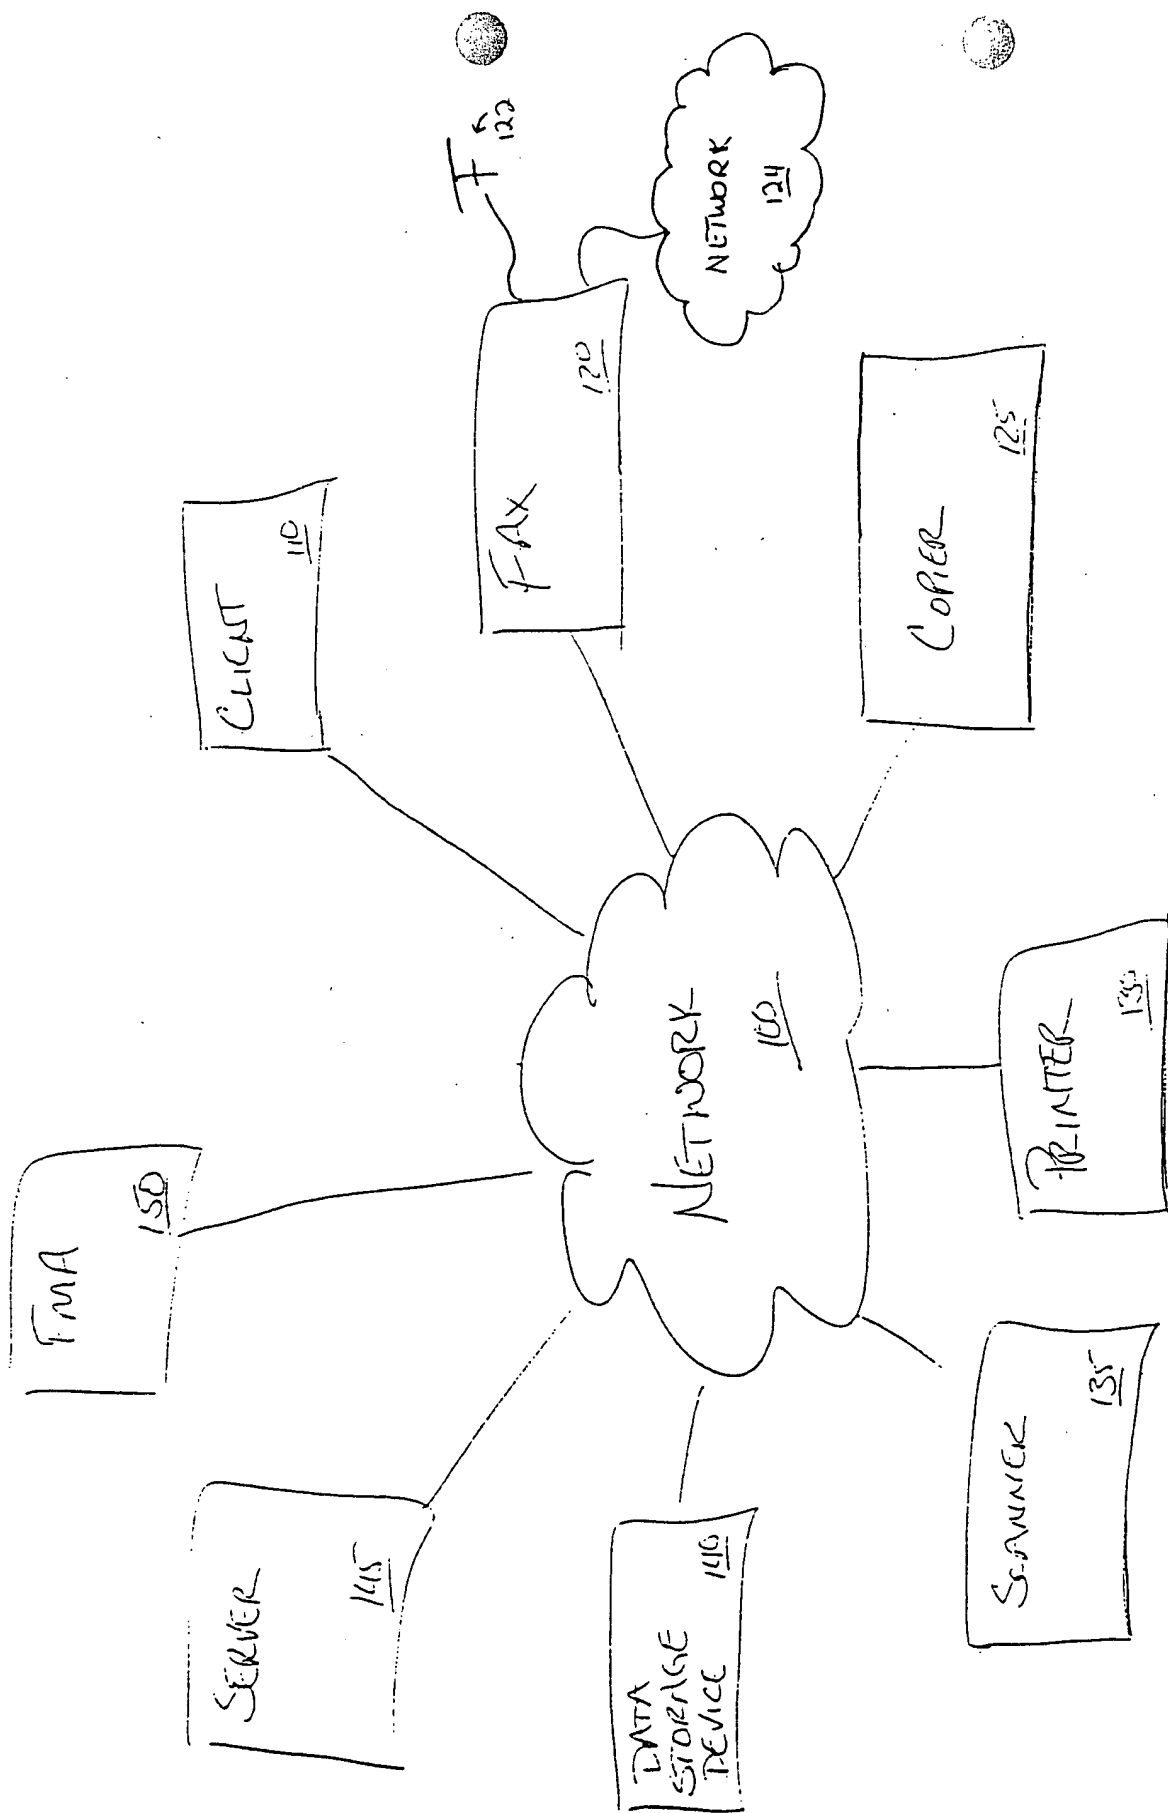 FMA
150
CLIENT
110
SERVER
145
FAX
120
122
NETWORK
124
NETWORK
100
DATA
STORAGE
DEVICE
140
COPIER
125
SCANNER
135
PRINTER
130